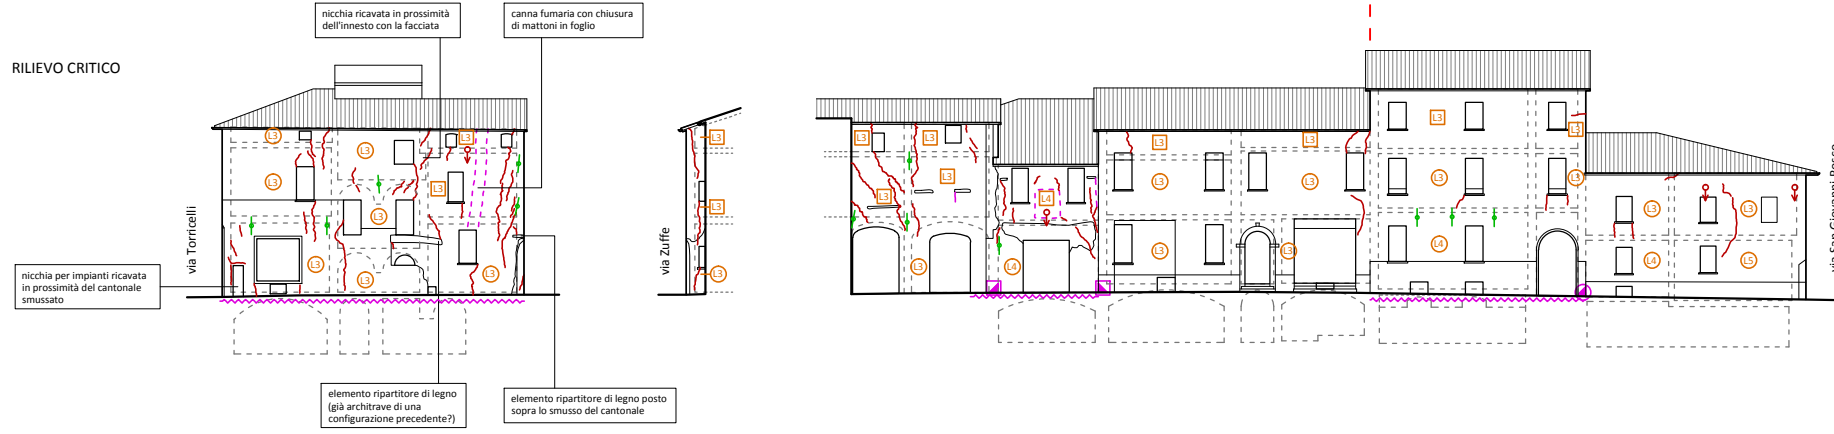 nicchia ricavata in prossimità
dell'innesto con la facciata
canna fumaria con chiusura
di mattoni in foglio
RILIEVO CRITICO
L3
L3
L3
L3
L3
L3
L3
L3
L3
L3
via Torricelli
nicchia per impianti ricavata
in prossimità del cantonale
smussato
elemento ripartitore di legno
(già architrave di una
configurazione precedente?)
elemento ripartitore di legno posto
sopra lo smusso del cantonale
via Zuffe
L3
L3
L3
L3
L3
L3
L3
L3
L4
L4
L3
L3
L3
L3
L3
L3
L3
L3
L3
L3
L4
L3
L3
L4
L5